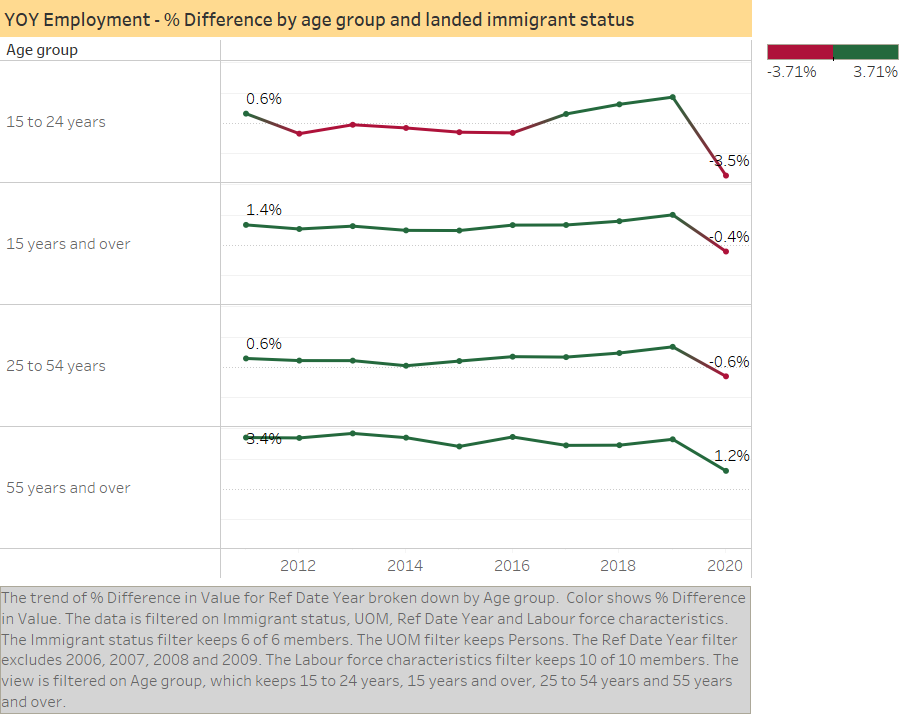 YOY Employment - % Difference by age group and landed immigrant status
Age group
-3.71% 3.71%
15 to 24 years
0.6%
-3.5%
15 years and over
1.4%
-0.4%
25 to 54 years
0.6%
-0.6%
55 years and over
3.4%
1.2%
2012 2014 2016 2018 2020
The trend of % Difference in Value for Ref Date Year broken down by Age group.  Color shows % Difference
in Value. The data is filtered on Immigrant status, UOM, Ref Date Year and Labour force characteristics.
The Immigrant status filter keeps 6 of 6 members. The UOM filter keeps Persons. The Ref Date Year filter
excludes 2006, 2007, 2008 and 2009. The Labour force characteristics filter keeps 10 of 10 members. The
view is filtered on Age group, which keeps 15 to 24 years, 15 years and over, 25 to 54 years and 55 years
and over.